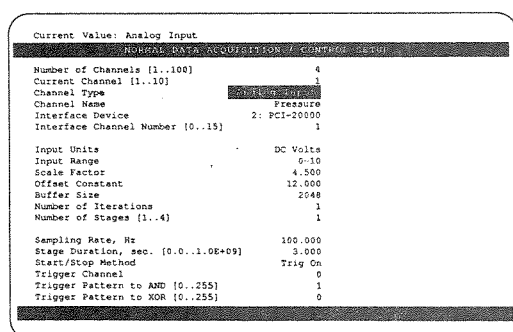 Current Value: Analog Input
NORMAL DATA ACQUISITION / CONTROL SETUP
Number of Channels [1..100] 4
Current Channel [1..10] 1
Channel Type Analog Input
Channel Name Pressure
Interface Device 2: PCI-20000
Interface Channel Number [0..15] 1
Input Units DC Volts
Input Range 0-10
Scale Factor 4.500
Offset Constant 12.000
Buffer Size 2048
Number of Iterations 1
Number of Stages [1..4] 1
Sampling Rate, Hz 100.000
Stage Duration, sec. [0.0..1.0E+09] 3.000
Start/Stop Method Trig On
Trigger Channel 0
Trigger Pattern to AND [0..255] 1
Trigger Pattern to XOR [0..255] 0